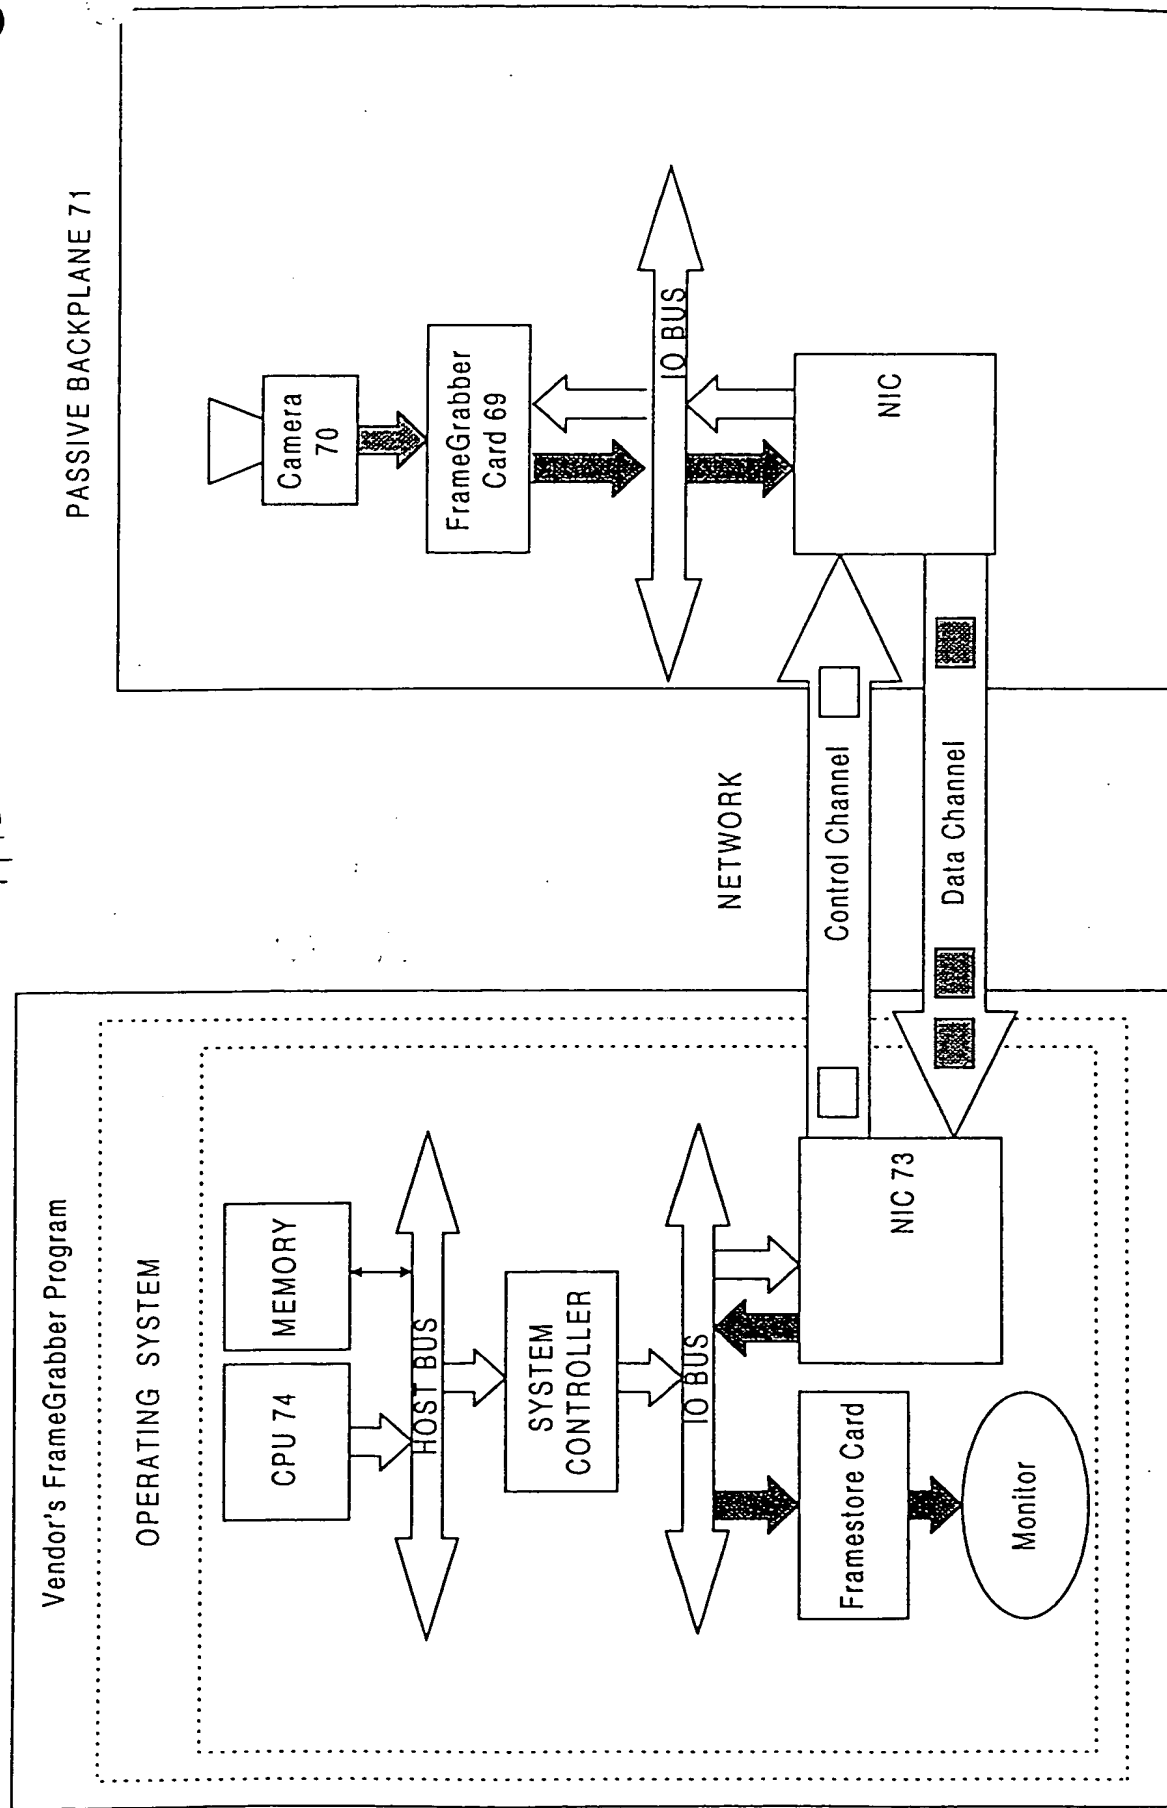 PASSIVE BACKPLANE 71
Camera
70
FrameGrabber
Card 69
IO BUS
NIC
NETWORK
Control Channel
Data Channel
Vendor's FrameGrabber Program
OPERATING SYSTEM
CPU 74
MEMORY
HOST BUS
SYSTEM
CONTROLLER
IO BUS
NIC 73
Framestore Card
Monitor